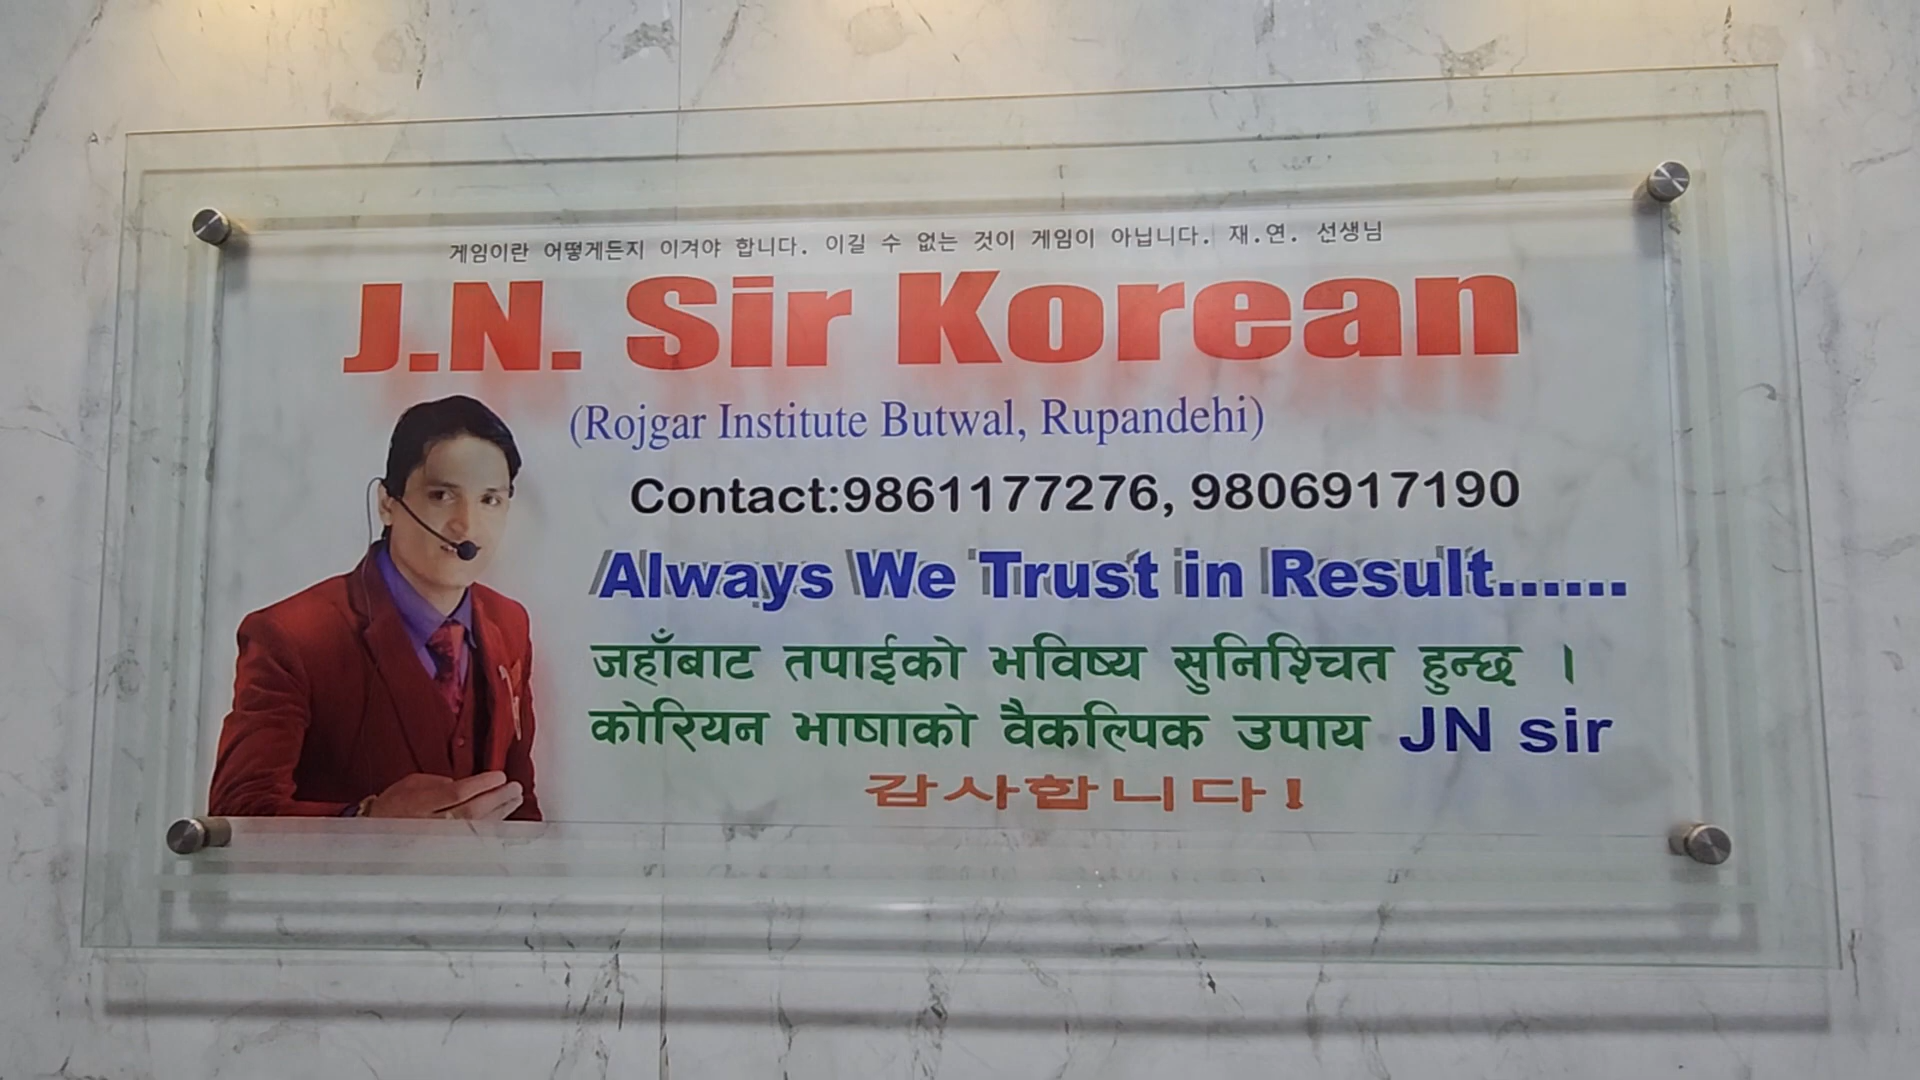 게임이란 어떻게든지 이겨야 합니다. 이길 수 없는 것이 게임이 아닙니다. 재.연. 선생님
J.N. Sir Korean
(Rojgar Institute Butwal, Rupandehi)
Contact:9861177276, 9806917190
Always We Trust in Result......
जहाँबाट तपाईको भविष्य सुनिश्चित हुन्छ ।
कोरियन भाषाको वैकल्पिक उपाय JN sir
감사합니다!